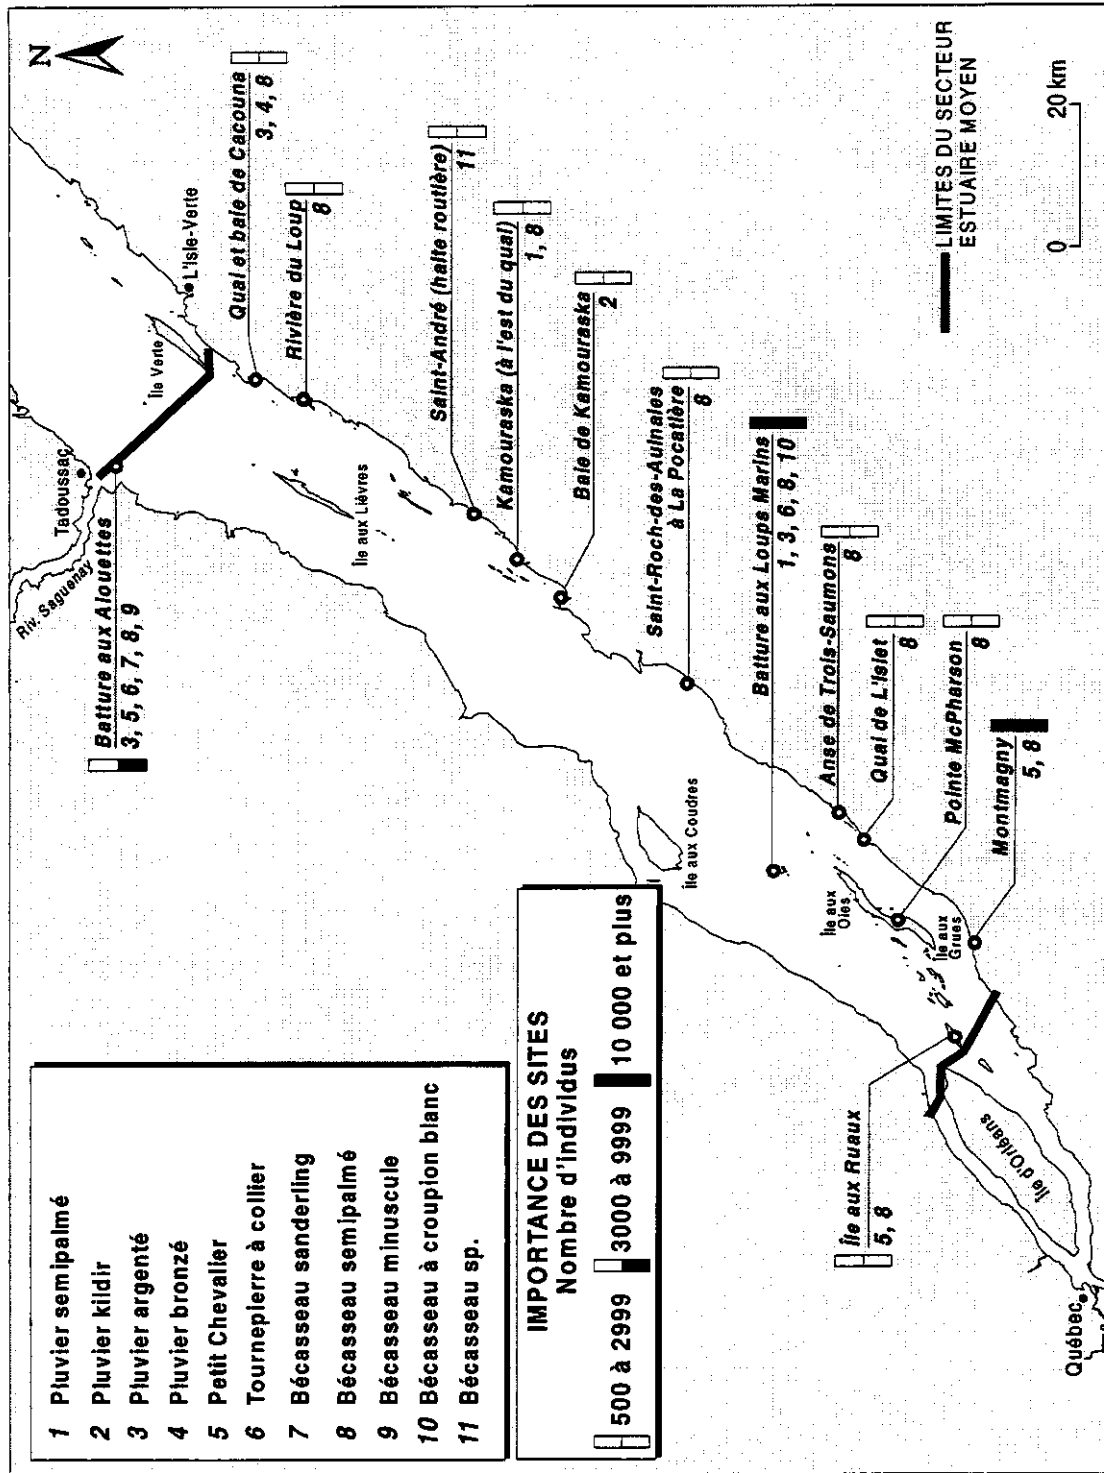 1 Pluvier semipalmé
2 Pluvier kildir
3 Pluvier argenté
4 Pluvier bronzé
5 Petit Chevalier
6 Tournepierre à collier
7 Bécasseau sanderling
8 Bécasseau semipalmé
9 Bécasseau minuscule
10 Bécasseau à croupion blanc
11 Bécasseau sp.
IMPORTANCE DES SITES
Nombre d'individus
500 à 2999
3000 à 9999
10 000 et plus
N
Riv. Saguenay
Tadoussac
Batture aux Alouettes
3, 5, 6, 7, 8, 9
Île Verte
L'Isle-Verte
Quai et baie de Cacouna
3, 4, 8
Rivière du Loup
8
Île aux Lièvres
Saint-André (halte routière)
11
Kamouraska (à l'est du quai)
1, 8
Baie de Kamouraska
2
Saint-Roch-des-Aulnaies
à La Pocatière
8
Île aux Coudres
Batture aux Loups Marins
1, 3, 6, 8, 10
Anse de Trois-Saumons
8
Quai de L'Islet
8
Île aux
Oies
Pointe McPharson
8
Île aux
Grues
Montmagny
5, 8
Île aux Ruaux
5, 8
Île d'Orléans
Québec
LIMITES DU SECTEUR
ESTUAIRE MOYEN
0
20 km